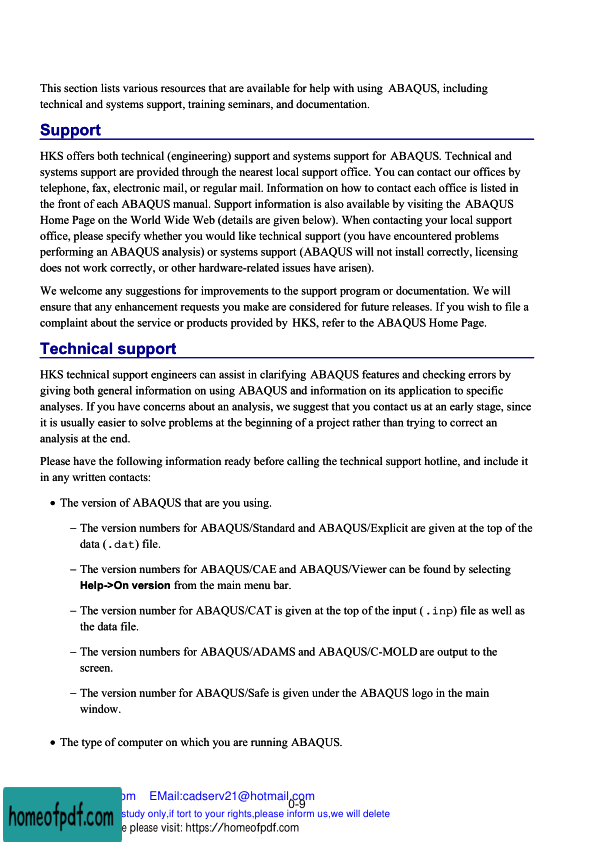 This section lists various resources that are available for help with using ABAQUS, including
technical and systems support, training seminars, and documentation.
Support
HKS offers both technical (engineering) support and systems support for ABAQUS. Technical and
systems support are provided through the nearest local support office. You can contact our offices by
telephone, fax, electronic mail, or regular mail. Information on how to contact each office is listed in
the front of each ABAQUS manual. Support information is also available by visiting the ABAQUS
Home Page on the World Wide Web (details are given below). When contacting your local support
office, please specify whether you would like technical support (you have encountered problems
performing an ABAQUS analysis) or systems support (ABAQUS will not install correctly, licensing
does not work correctly, or other hardware-related issues have arisen).
We welcome any suggestions for improvements to the support program or documentation. We will
ensure that any enhancement requests you make are considered for future releases. If you wish to file a
complaint about the service or products provided by HKS, refer to the ABAQUS Home Page.
Technical support
HKS technical support engineers can assist in clarifying ABAQUS features and checking errors by
giving both general information on using ABAQUS and information on its application to specific
analyses. If you have concerns about an analysis, we suggest that you contact us at an early stage, since
it is usually easier to solve problems at the beginning of a project rather than trying to correct an
analysis at the end.
Please have the following information ready before calling the technical support hotline, and include it
in any written contacts:
• The version of ABAQUS that are you using.
– The version numbers for ABAQUS/Standard and ABAQUS/Explicit are given at the top of the
data (.dat) file.
– The version numbers for ABAQUS/CAE and ABAQUS/Viewer can be found by selecting
Help->On version from the main menu bar.
– The version number for ABAQUS/CAT is given at the top of the input (.inp) file as well as
the data file.
– The version numbers for ABAQUS/ADAMS and ABAQUS/C-MOLD are output to the
screen.
– The version number for ABAQUS/Safe is given under the ABAQUS logo in the main
window.
• The type of computer on which you are running ABAQUS.
om EMail:cadserv21@hotmail.com
0-9
study only,if tort to your rights,please inform us,we will delete
homeofpdf.com
e please visit: https://homeofpdf.com